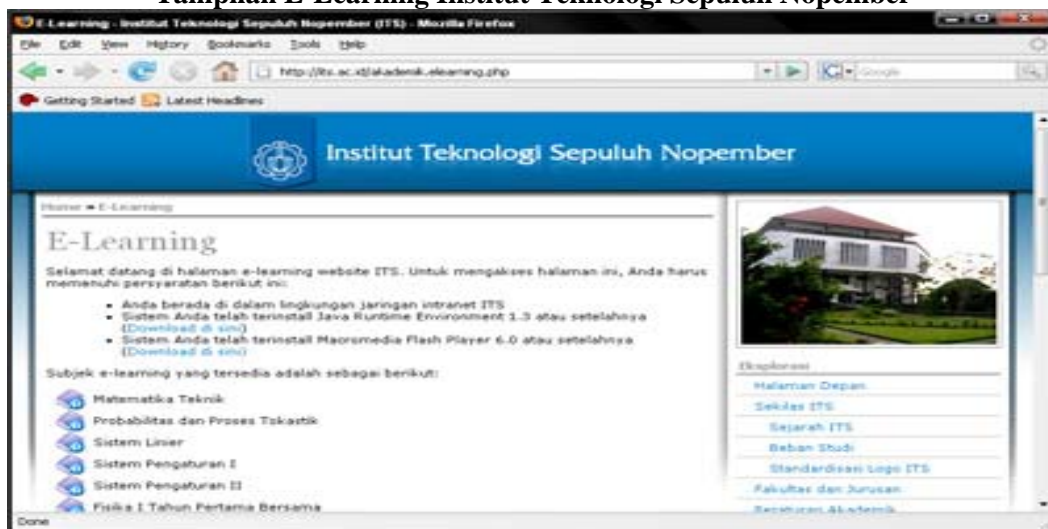 Tampilan E-Learning Institut Teknologi Sepuluh Nopember
E-Learning - Institut Teknologi Sepuluh Nopember (ITS) - Mozilla Firefox
File Edit View History Bookmarks Tools Help
http://its.ac.id/akademik.elearning.php
Google
Getting Started Latest Headlines
Institut Teknologi Sepuluh Nopember
Home E-Learning
E-Learning
Selamat datang di halaman e-learning website ITS. Untuk mengakses halaman ini, Anda harus
memenuhi persyaratan berikut ini:
Anda berada di dalam lingkungan jaringan intranet ITS
Sistem Anda telah terinstall Java Runtime Environment 1.3 atau setelahnya
(Download di sini)
Sistem Anda telah terinstall Macromedia Flash Player 6.0 atau setelahnya
(Download di sini)
Subjek e-learning yang tersedia adalah sebagai berikut:
Matematika Teknik
Probabilitas dan Proses Tokastik
Sistem Linier
Sistem Pengaturan I
Sistem Pengaturan II
Fisika I Tahun Pertama Bersama
Eksplorasi
Halaman Depan
Sekilas ITS
Sejarah ITS
Beban Studi
Standardisasi Logo ITS
Fakultas dan Jurusan
Peraturan Akademik
Done